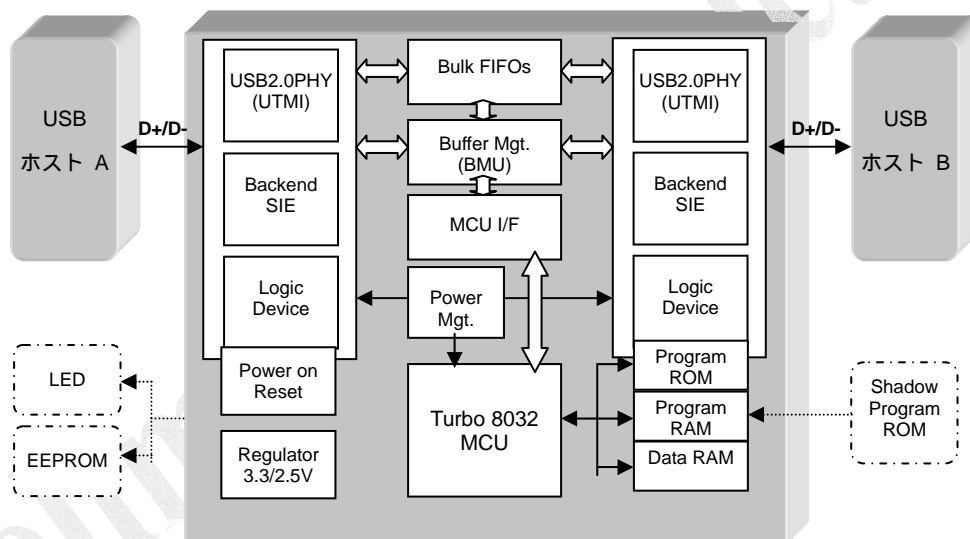 USB
ホスト A
D+/D-
USB2.0PHY
(UTMI)
Backend
SIE
Logic
Device
Power on
Reset
Regulator
3.3/2.5V
Bulk FIFOs
Buffer Mgt.
(BMU)
MCU I/F
Power
Mgt.
Turbo 8032
MCU
USB2.0PHY
(UTMI)
Backend
SIE
Logic
Device
Program
ROM
Program
RAM
Data RAM
D+/D-
USB
ホスト B
LED
EEPROM
Shadow
Program
ROM